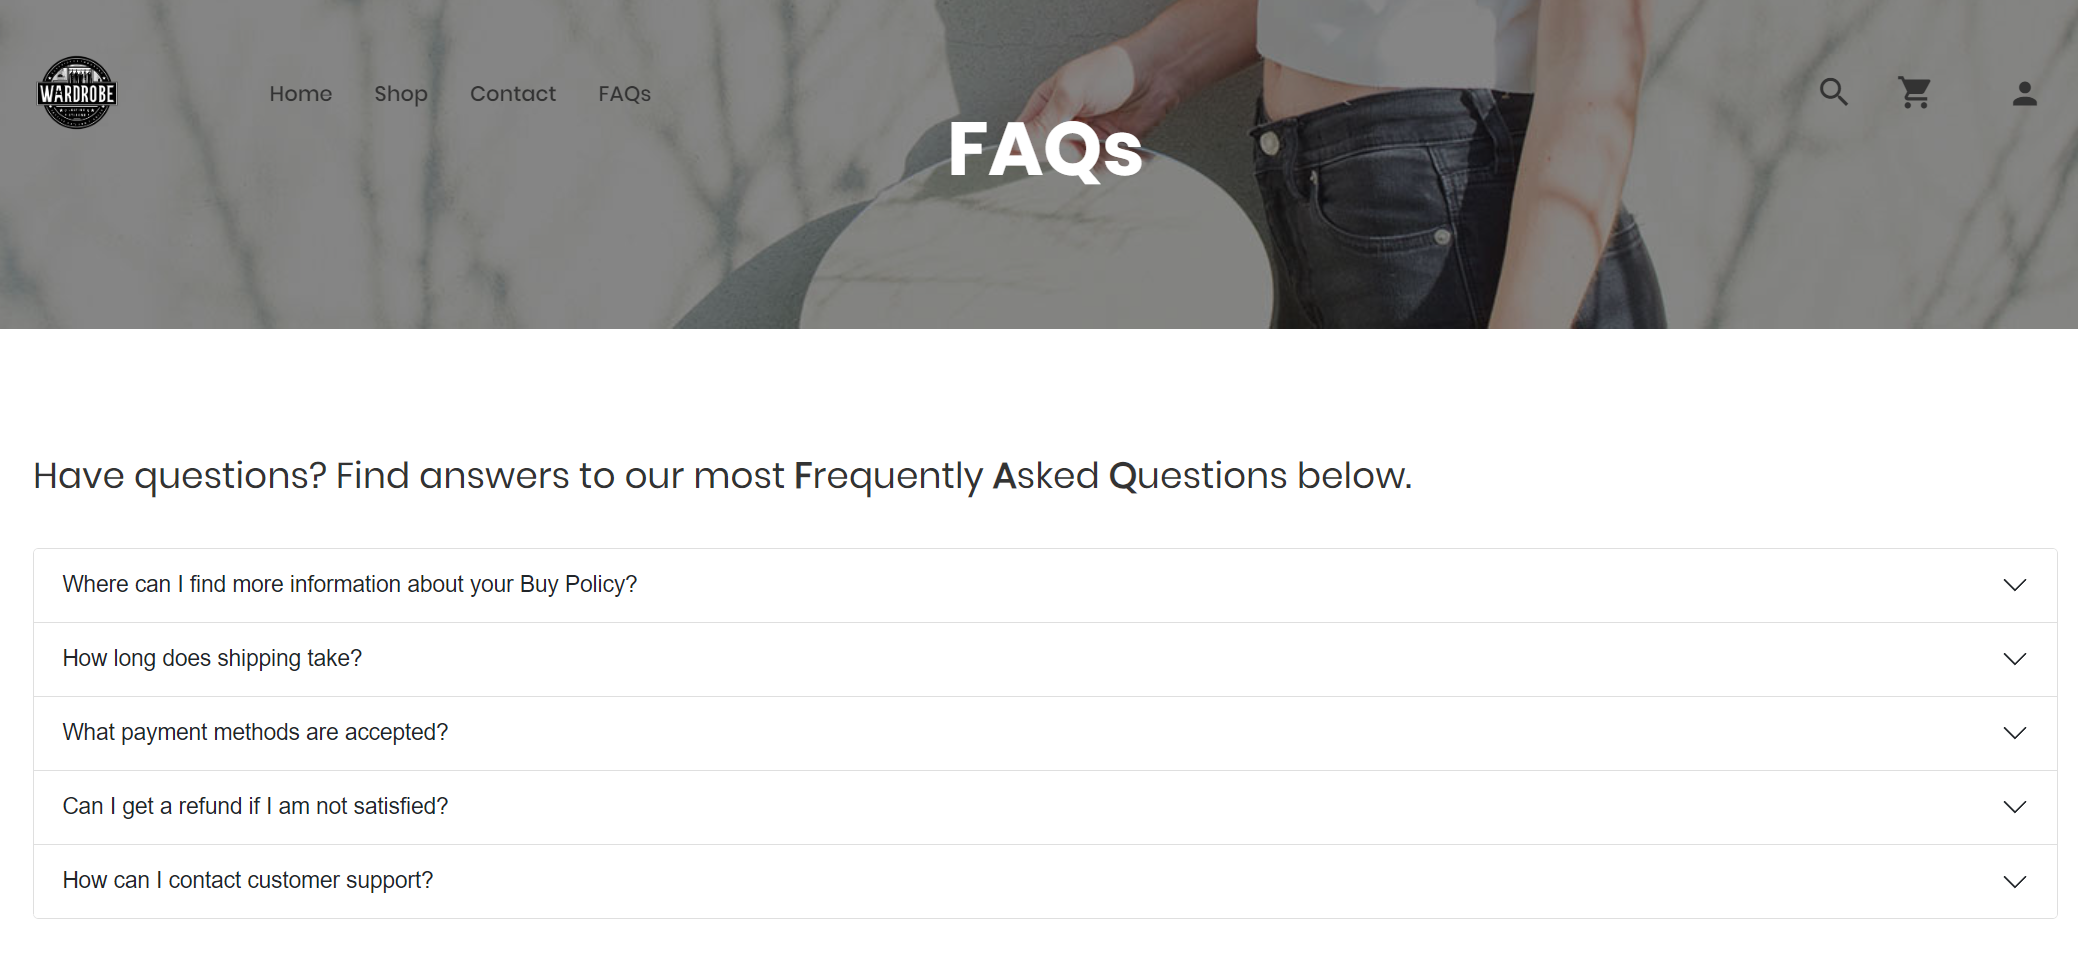 WARDROBE
Home Shop Contact FAQs
FAQs
Have questions? Find answers to our most Frequently Asked Questions below.
Where can I find more information about your Buy Policy?
How long does shipping take?
What payment methods are accepted?
Can I get a refund if I am not satisfied?
How can I contact customer support?